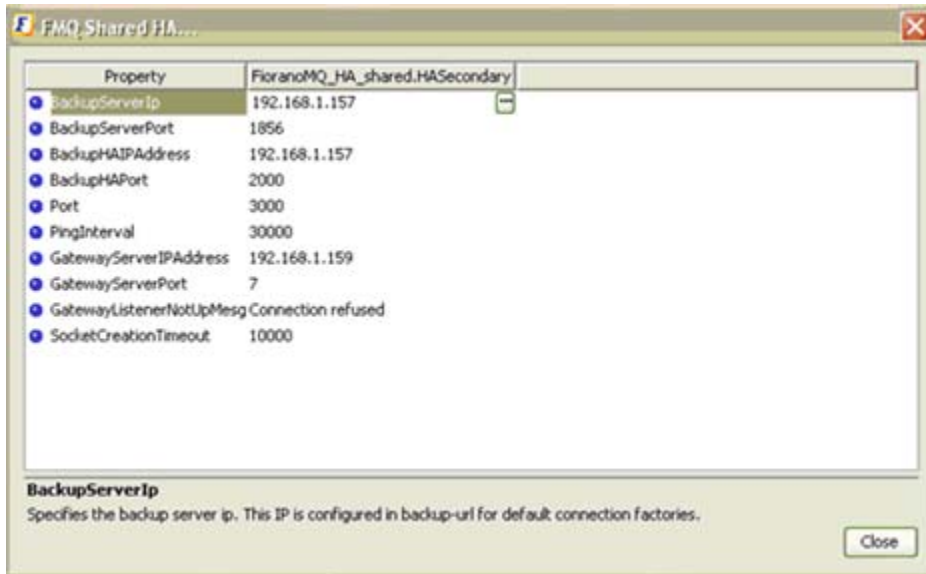 FMQ Shared HA...
Property FioranoMQ_HA_shared.HASecondary
BackupServerIp 192.168.1.157
BackupServerPort 1856
BackupHAIPAddress 192.168.1.157
BackupHAPort 2000
Port 3000
PingInterval 30000
GatewayServerIPAddress 192.168.1.159
GatewayServerPort 7
GatewayListenerNotUpMesg Connection refused
SocketCreationTimeout 10000
BackupServerIp
Specifies the backup server ip. This IP is configured in backup-url for default connection factories.
Close